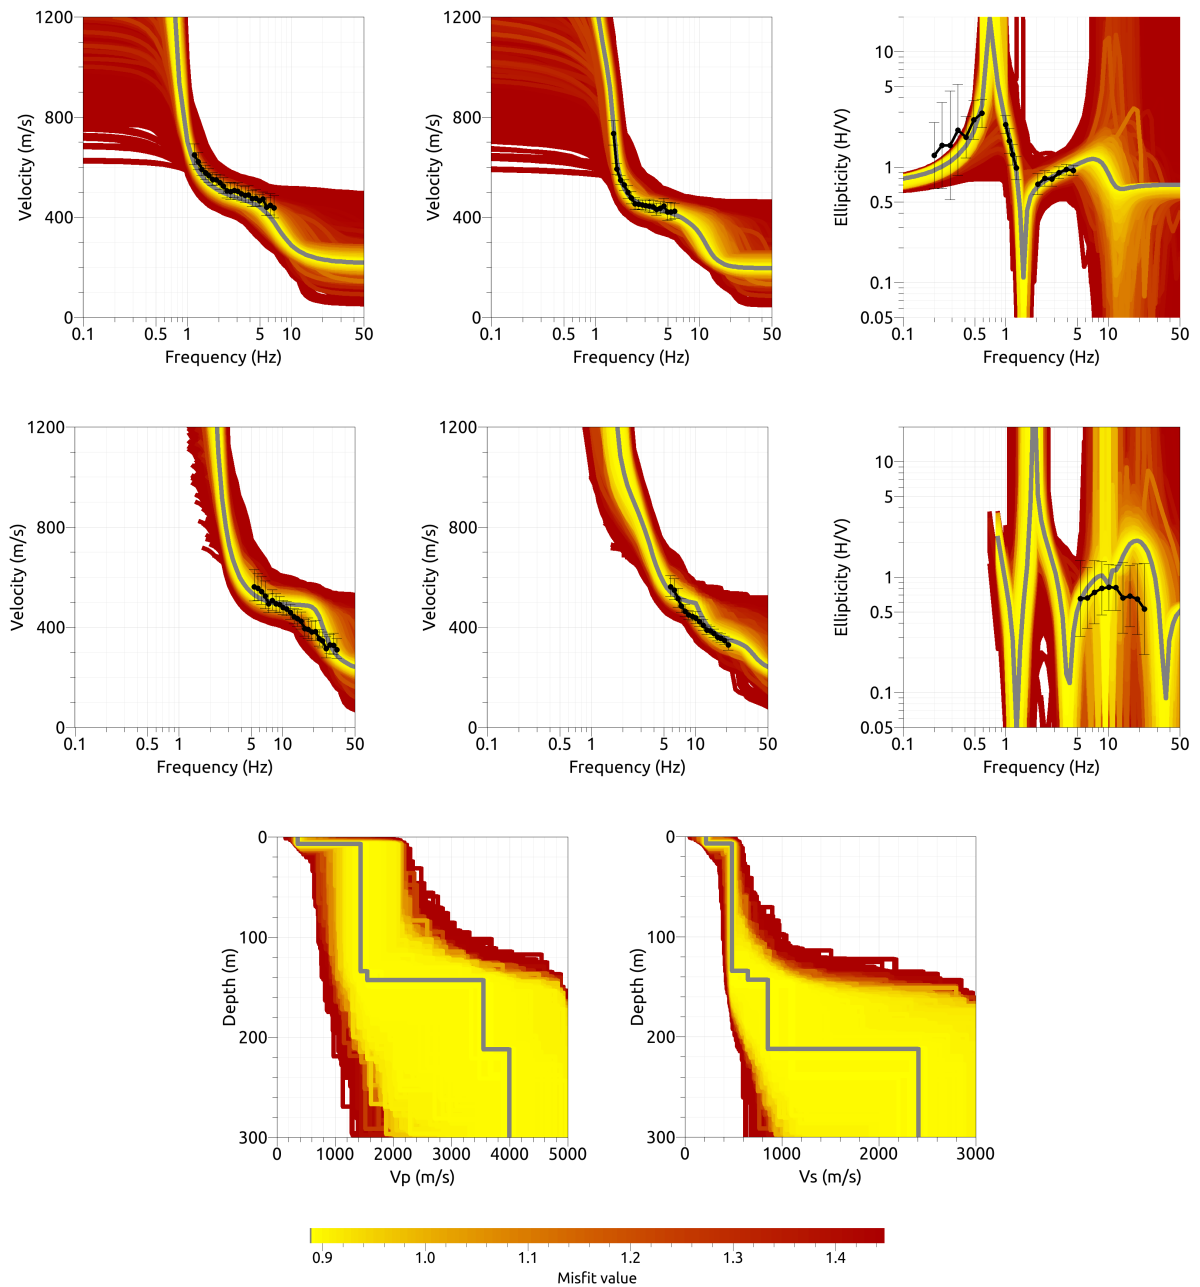 1200
800
400
0
Velocity (m/s)
0.1 0.5 1 5 10 50
Frequency (Hz)
1200
800
400
0
Velocity (m/s)
0.1 0.5 1 5 10 50
Frequency (Hz)
10
5
1
0.5
0.1
0.05
Ellipticity (H/V)
0.1 0.5 1 5 10 50
Frequency (Hz)
1200
800
400
0
Velocity (m/s)
0.1 0.5 1 5 10 50
Frequency (Hz)
1200
800
400
0
Velocity (m/s)
0.1 0.5 1 5 10 50
Frequency (Hz)
10
5
1
0.5
0.1
0.05
Ellipticity (H/V)
0.1 0.5 1 5 10 50
Frequency (Hz)
0
100
200
300
Depth (m)
0 1000 2000 3000 4000 5000
Vp (m/s)
0
100
200
300
Depth (m)
0 1000 2000 3000
Vs (m/s)
0.9 1.0 1.1 1.2 1.3 1.4
Misfit value